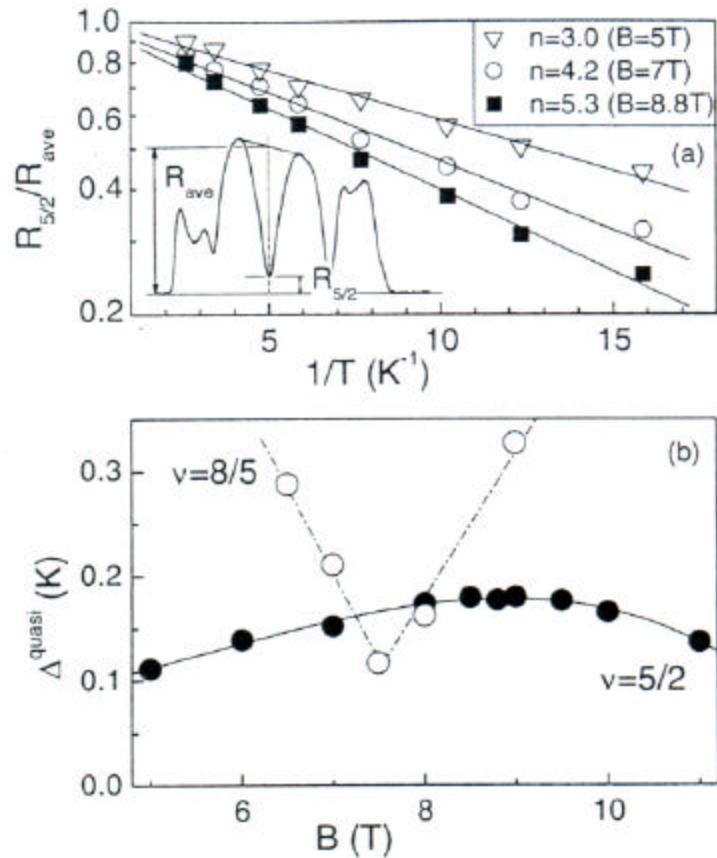 1.0
0.8
0.6
0.4
0.2
R5/2/Rave
▽ n=3.0 (B=5T)
○ n=4.2 (B=7T)
■ n=5.3 (B=8.8T)
(a)
Rave
R5/2
5 10 15
1/T (K⁻¹)
(b)
0.3
0.2
0.1
0.0
Δquasi (K)
ν=8/5
ν=5/2
6 8 10
B (T)